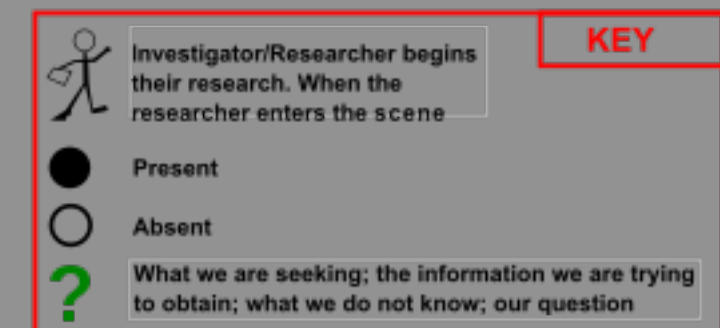 KEY
Investigator/Researcher begins
their research. When the
researcher enters the scene
Present
Absent
?
What we are seeking; the information we are trying
to obtain; what we do not know; our question